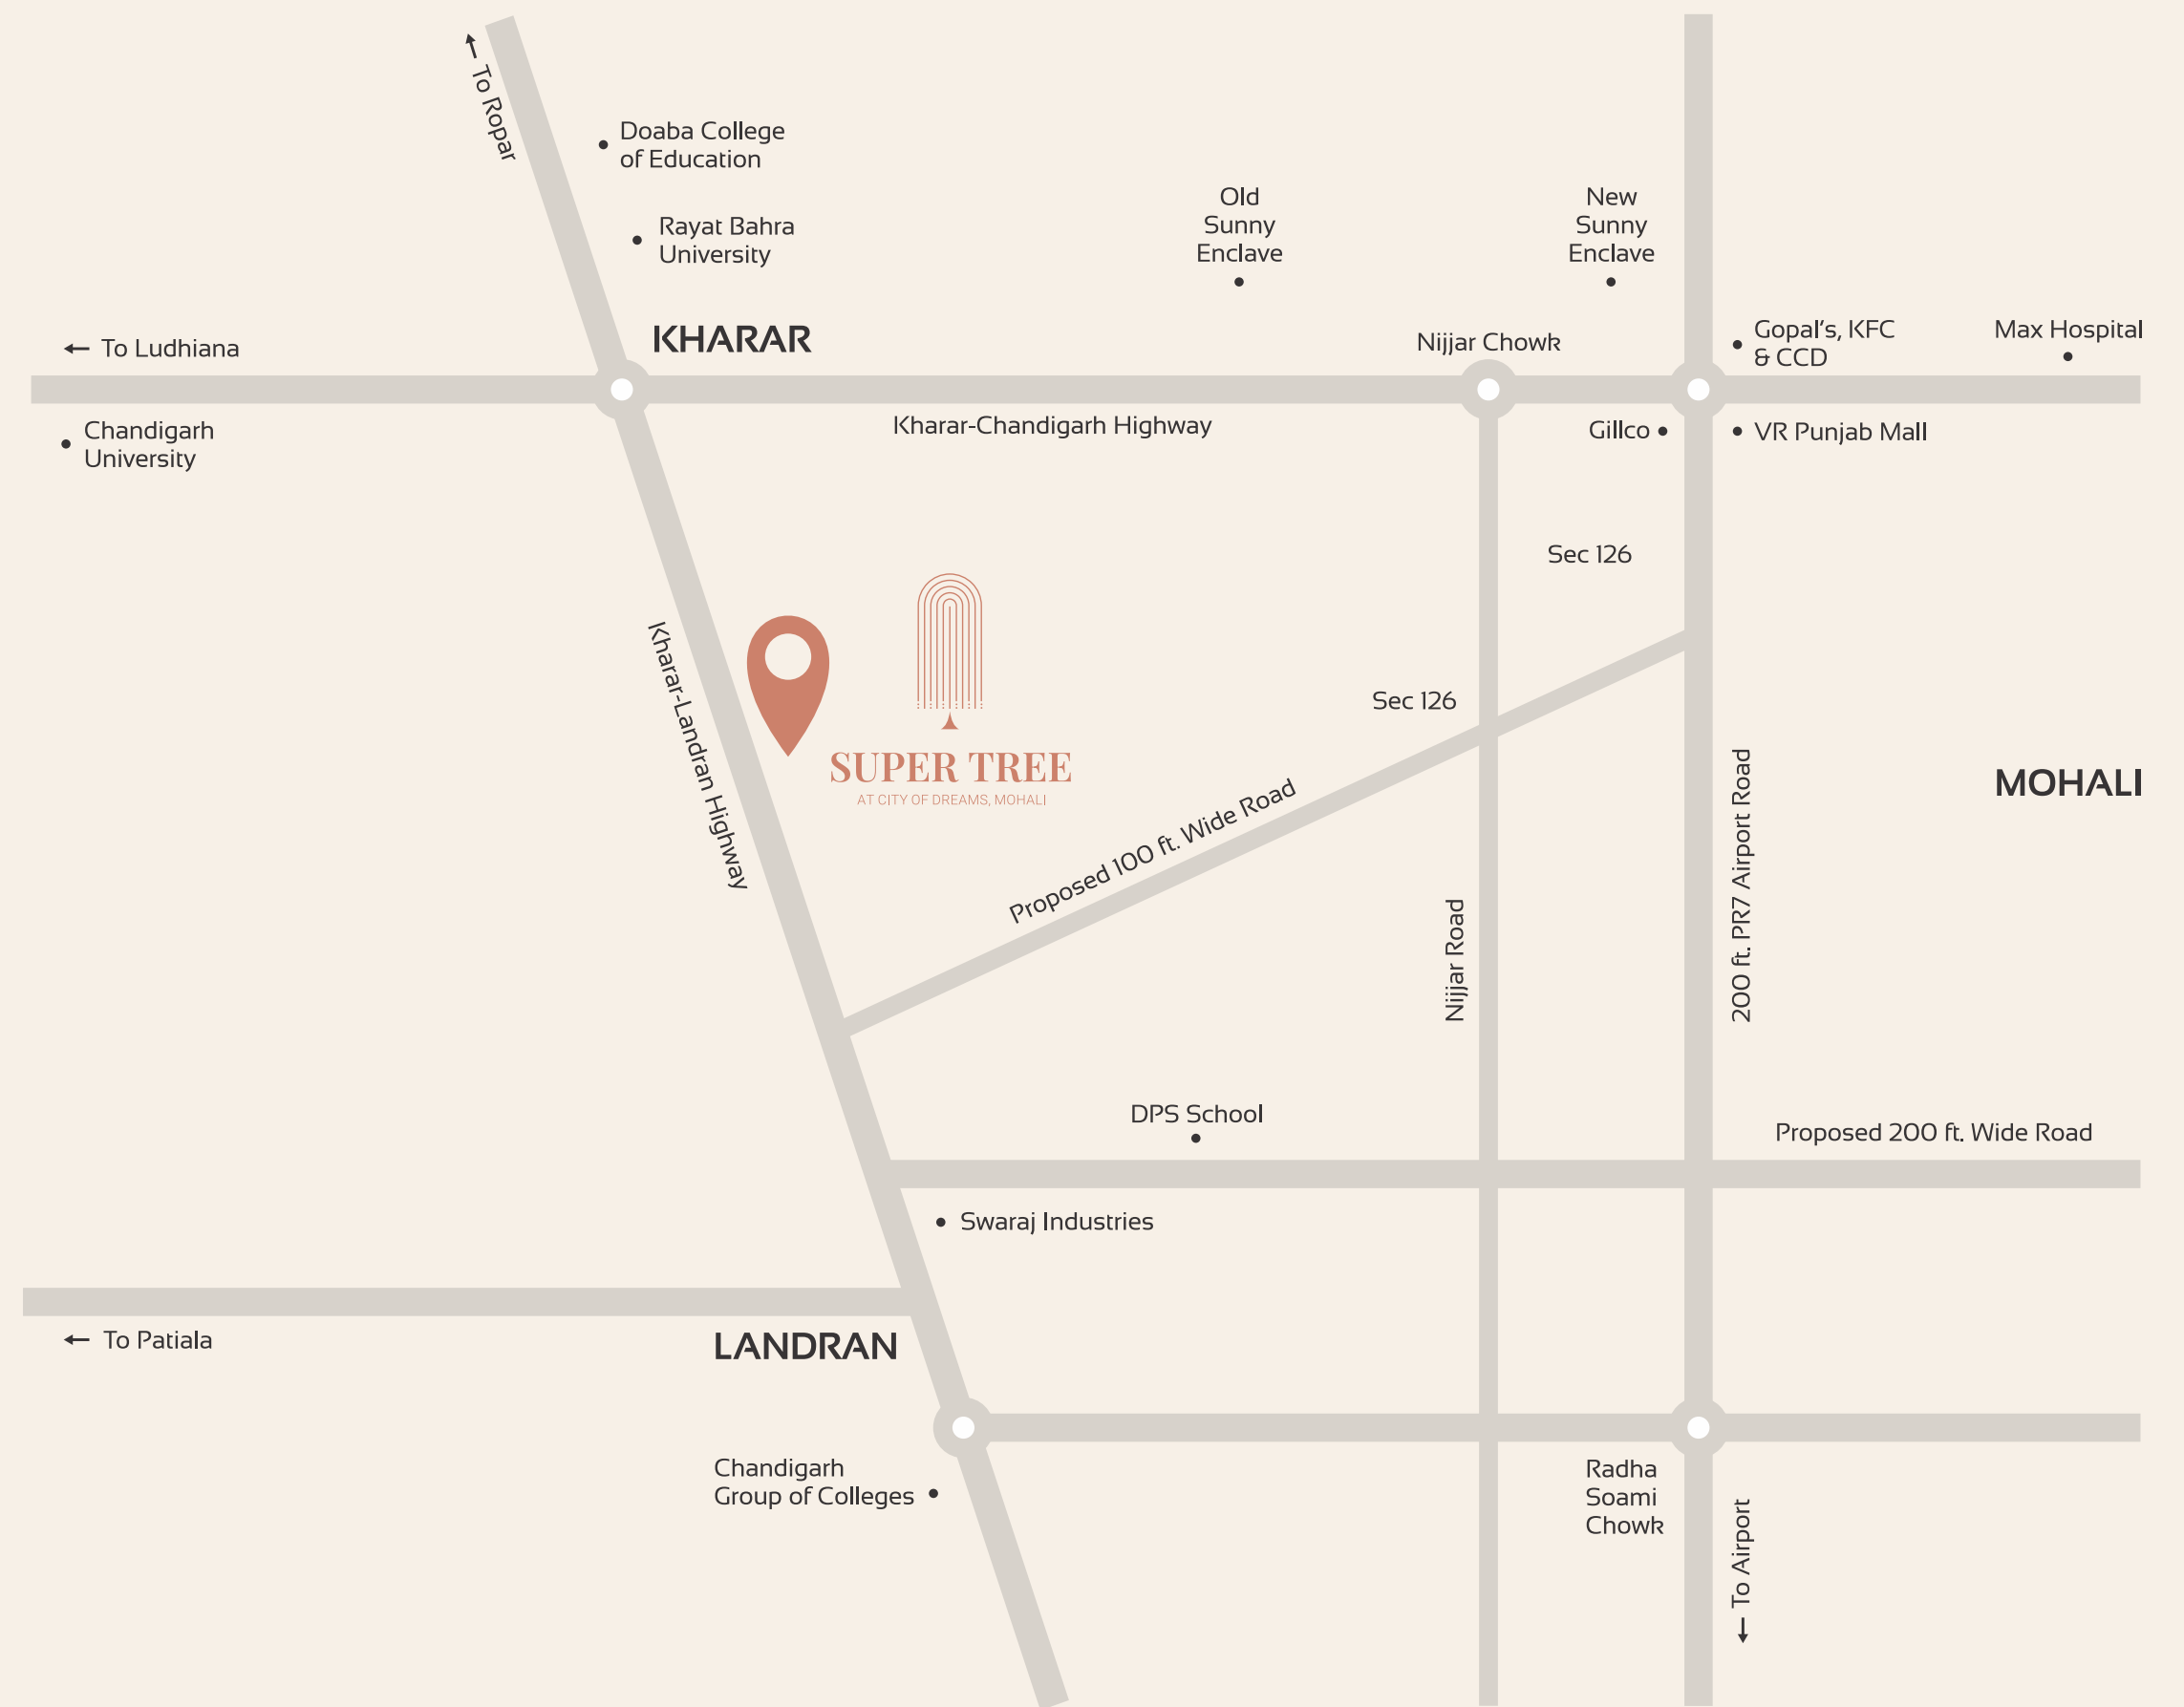 ← To Ropar
Doaba College
of Education
Rayat Bahra
University
Old
Sunny
Enclave
New
Sunny
Enclave
← To Ludhiana
KHARAR
Nijjar Chowk
Gopal's, KFC
& CCD
Max Hospital
Chandigarh
University
Kharar-Chandigarh Highway
Gillco
VR Punjab Mall
Sec 126
Kharar-Landran Highway
Sec 126
SUPER TREE
AT CITY OF DREAMS, MOHALI
MOHALI
Proposed 100 ft. Wide Road
Nijjar Road
200 ft. PR7 Airport Road
DPS School
Proposed 200 ft. Wide Road
Swaraj Industries
← To Patiala
LANDRAN
Chandigarh
Group of Colleges
Radha
Soami
Chowk
← To Airport